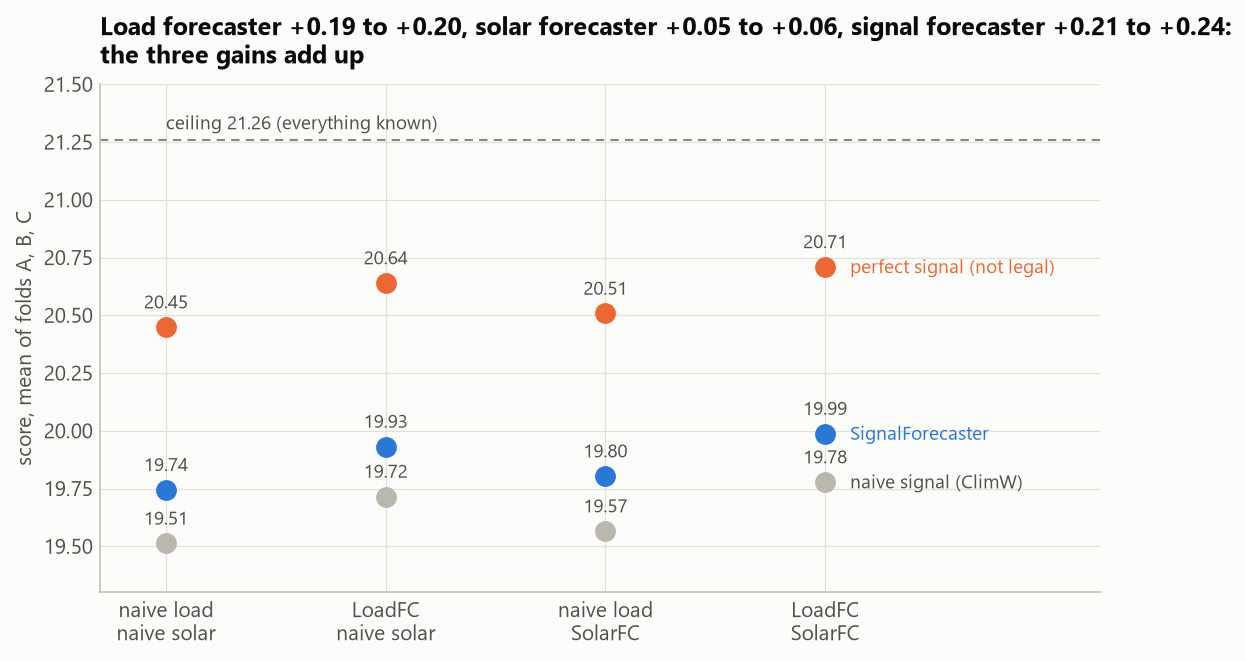 Load forecaster +0.19 to +0.20, solar forecaster +0.05 to +0.06, signal forecaster +0.21 to +0.24:
the three gains add up
21.50
ceiling 21.26 (everything known)
21.25
21.00
20.75
20.50
20.25
20.00
19.75
19.50
score, mean of folds A, B, C
20.45
20.64
20.51
20.71
perfect signal (not legal)
19.74
19.93
19.80
19.99
SignalForecaster
19.51
19.72
19.57
19.78
naive signal (ClimW)
naive load
naive solar
LoadFC
naive solar
naive load
SolarFC
LoadFC
SolarFC